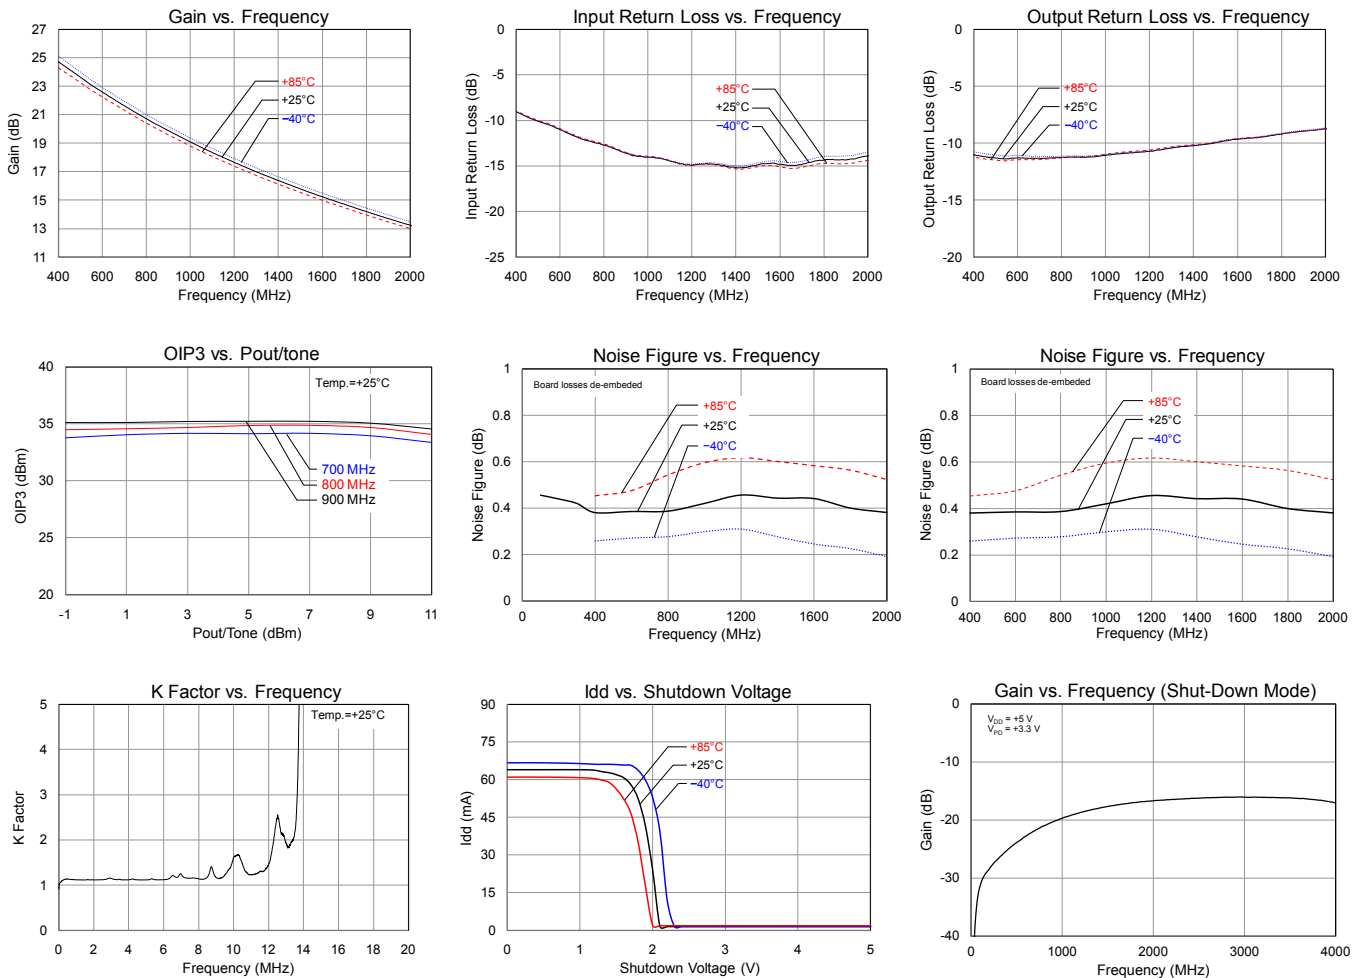 Gain vs. Frequency
27
25
23
21
19
17
15
13
11
Gain (dB)
+85°C
+25°C
−40°C
400 600 800 1000 1200 1400 1600 1800 2000
Frequency (MHz)
Input Return Loss vs. Frequency
0
-5
-10
-15
-20
-25
Input Return Loss (dB)
+85°C
+25°C
−40°C
400 600 800 1000 1200 1400 1600 1800 2000
Frequency (MHz)
Output Return Loss vs. Frequency
0
-5
-10
-15
-20
Output Return Loss (dB)
+85°C
+25°C
−40°C
400 600 800 1000 1200 1400 1600 1800 2000
Frequency (MHz)
OIP3 vs. Pout/tone
40
35
30
25
20
OIP3 (dBm)
Temp.=+25°C
700 MHz
800 MHz
900 MHz
-1 1 3 5 7 9 11
Pout/Tone (dBm)
Noise Figure vs. Frequency
1
0.8
0.6
0.4
0.2
0
Noise Figure (dB)
Board losses de-embeded
+85°C
+25°C
−40°C
0 400 800 1200 1600 2000
Frequency (MHz)
Noise Figure vs. Frequency
1
0.8
0.6
0.4
0.2
0
Noise Figure (dB)
Board losses de-embeded
+85°C
+25°C
−40°C
400 600 800 1000 1200 1400 1600 1800 2000
Frequency (MHz)
K Factor vs. Frequency
5
4
3
2
1
0
K Factor
Temp.=+25°C
0 2 4 6 8 10 12 14 16 18 20
Frequency (MHz)
Idd vs. Shutdown Voltage
90
75
60
45
30
15
0
Idd (mA)
+85°C
+25°C
−40°C
0 1 2 3 4 5
Shutdown Voltage (V)
Gain vs. Frequency (Shut-Down Mode)
0
-10
-20
-30
-40
Gain (dB)
VDD = +5 V
VPD = +3.3 V
0 1000 2000 3000 4000
Frequency (MHz)